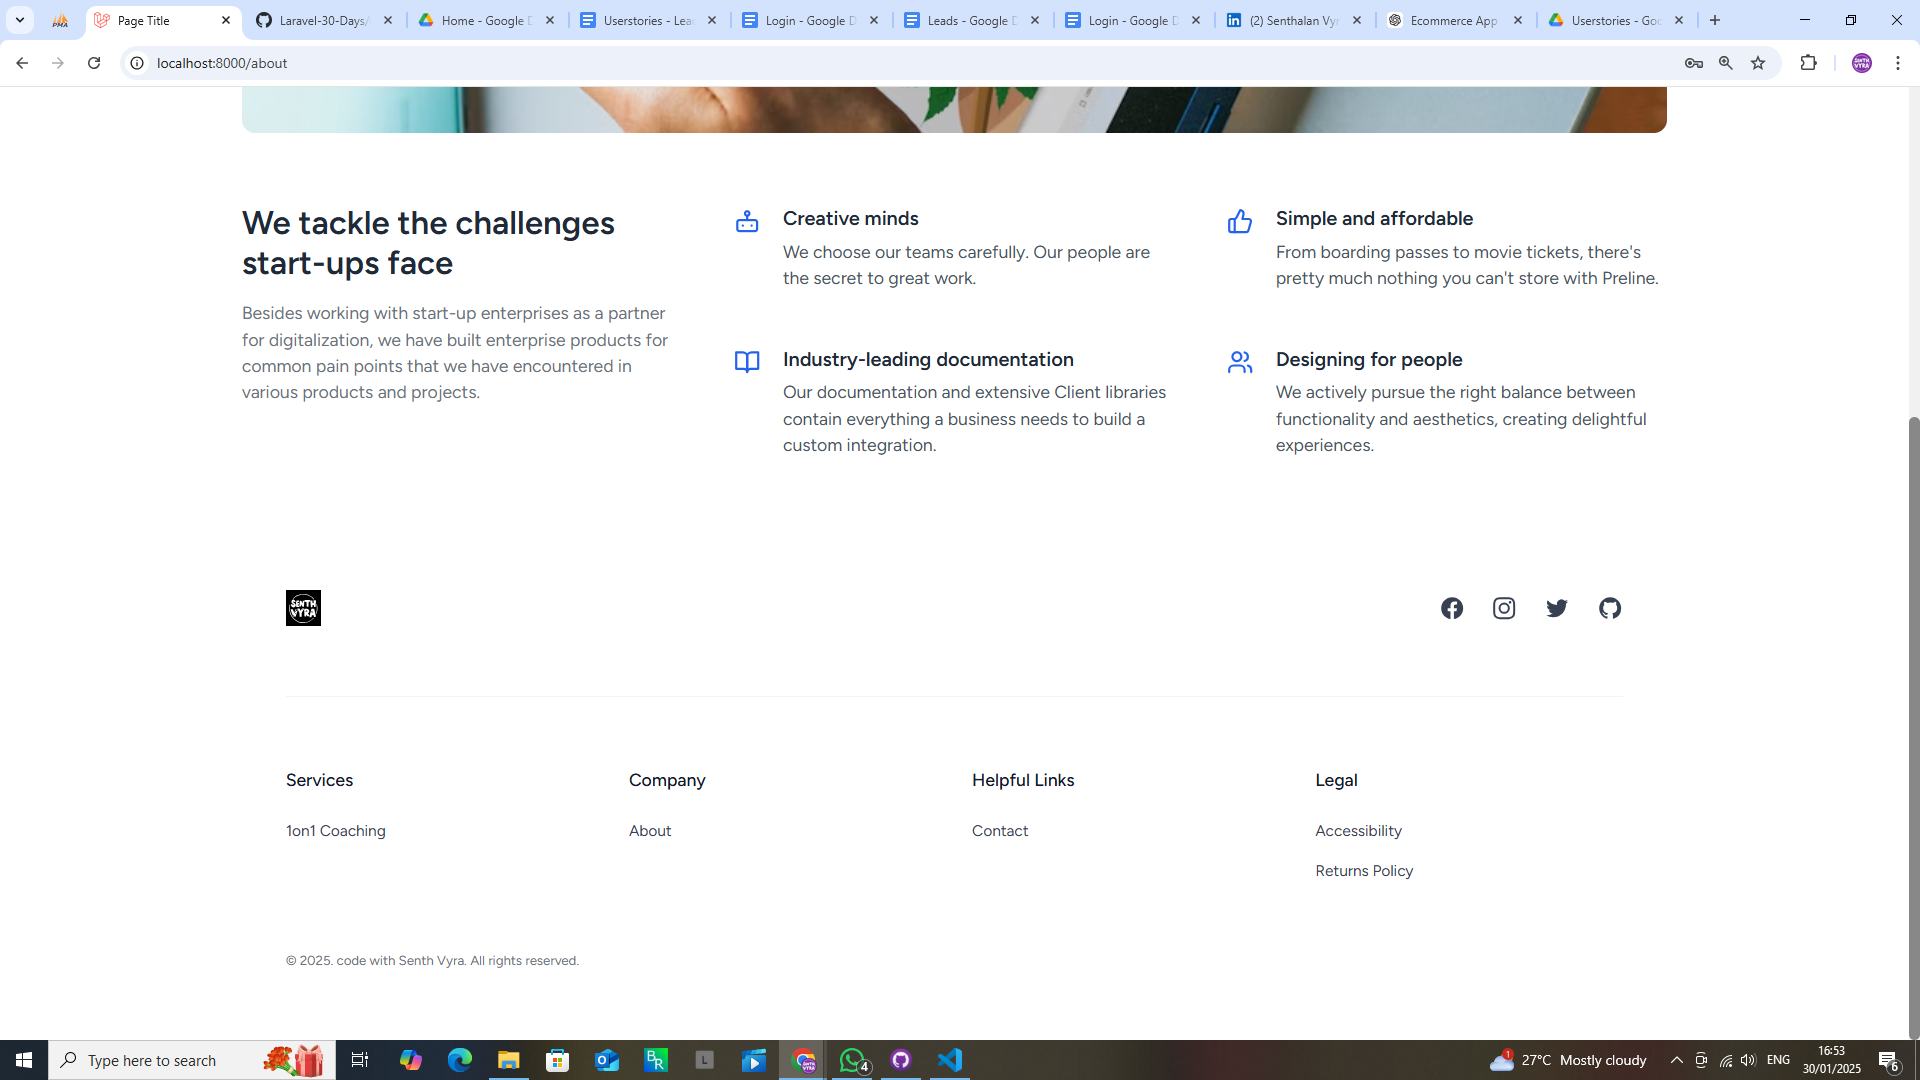 PMA
Page Title
Laravel-30-Days/
Home - Google D
Userstories - Lea
Login - Google D
Leads - Google D
Login - Google D
(2) Senthalan Vyr
Ecommerce App
Userstories - Goo
localhost:8000/about
SENTH
VYRA
We tackle the challenges
start-ups face
Besides working with start-up enterprises as a partner
for digitalization, we have built enterprise products for
common pain points that we have encountered in
various products and projects.
Creative minds
We choose our teams carefully. Our people are
the secret to great work.
Simple and affordable
From boarding passes to movie tickets, there's
pretty much nothing you can't store with Preline.
Industry-leading documentation
Our documentation and extensive Client libraries
contain everything a business needs to build a
custom integration.
Designing for people
We actively pursue the right balance between
functionality and aesthetics, creating delightful
experiences.
SENTH
VYRA
Services
1on1 Coaching
Company
About
Helpful Links
Contact
Legal
Accessibility
Returns Policy
© 2025. code with Senth Vyra. All rights reserved.
Type here to search
BR
L
4
1
27°C Mostly cloudy
ENG
16:53
30/01/2025
6